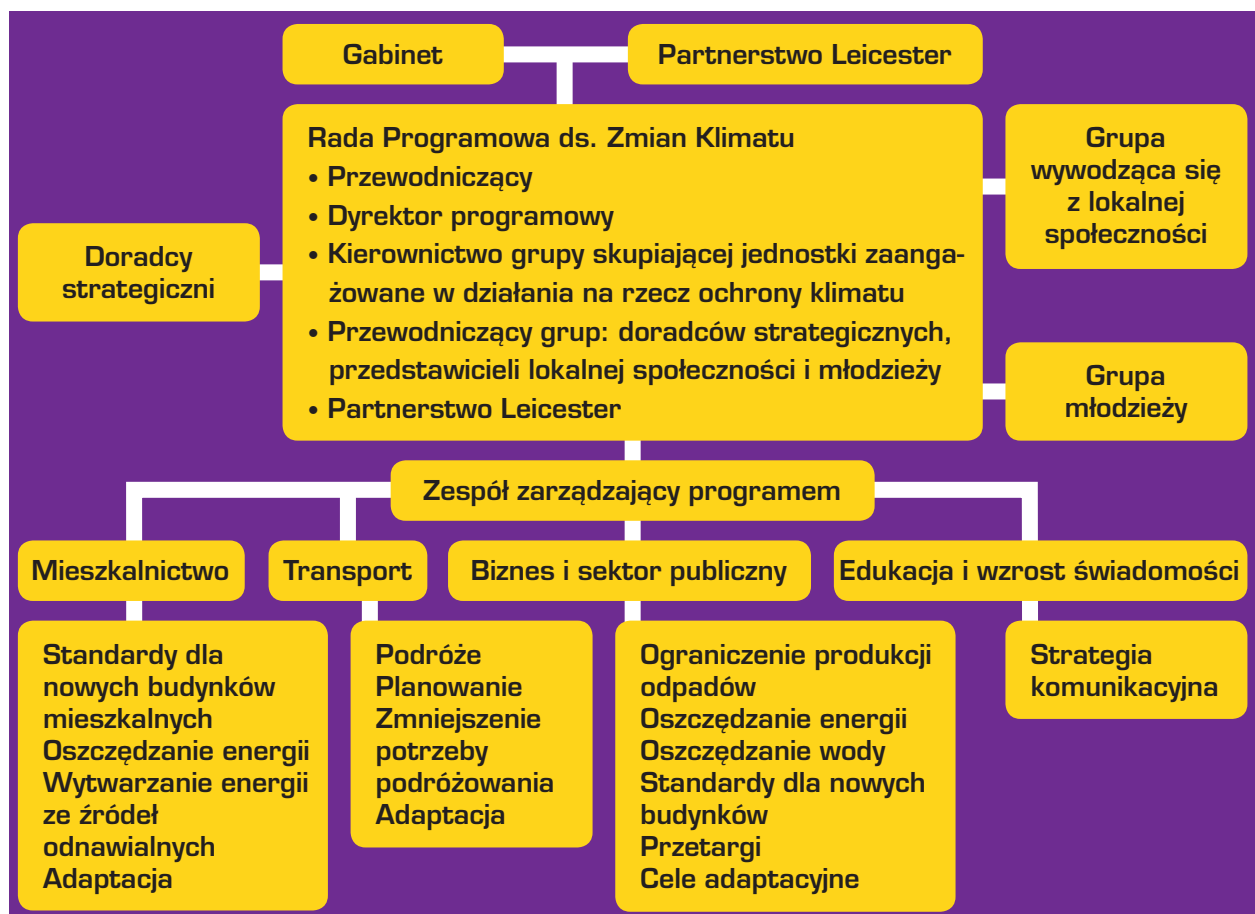 Gabinet
Partnerstwo Leicester
Rada Programowa ds. Zmian Klimatu
• Przewodniczący
• Dyrektor programowy
• Kierownictwo grupy skupiającej jednostki zaanga-
żowane w działania na rzecz ochrony klimatu
• Przewodniczący grup: doradców strategicznych,
przedstawicieli lokalnej społeczności i młodzieży
• Partnerstwo Leicester
Grupa
wywodząca się
z lokalnej
społeczności
Doradcy
strategiczni
Grupa
młodzieży
Zespół zarządzający programem
Mieszkalnictwo
Transport
Biznes i sektor publiczny
Edukacja i wzrost świadomości
Standardy dla
nowych budynków
mieszkalnych
Oszczędzanie energii
Wytwarzanie energii
ze źródeł
odnawialnych
Adaptacja
Podróże
Planowanie
Zmniejszenie
potrzeby
podróżowania
Adaptacja
Ograniczenie produkcji
odpadów
Oszczędzanie energii
Oszczędzanie wody
Standardy dla nowych
budynków
Przetargi
Cele adaptacyjne
Strategia
komunikacyjna